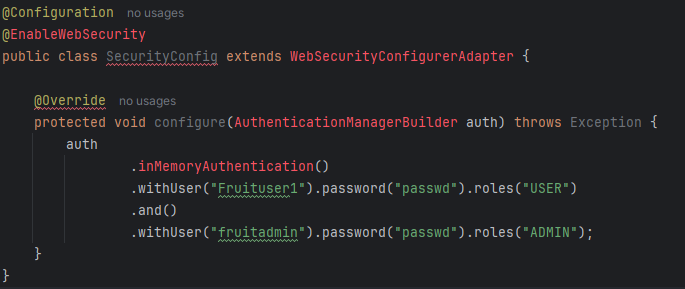 @Configuration no usages
@EnableWebSecurity
public class SecurityConfig extends WebSecurityConfigurerAdapter {
@Override no usages
protected void configure(AuthenticationManagerBuilder auth) throws Exception {
auth
.inMemoryAuthentication()
.withUser("Fruituser1").password("passwd").roles("USER")
.and()
.withUser("fruitadmin").password("passwd").roles("ADMIN");
}
}